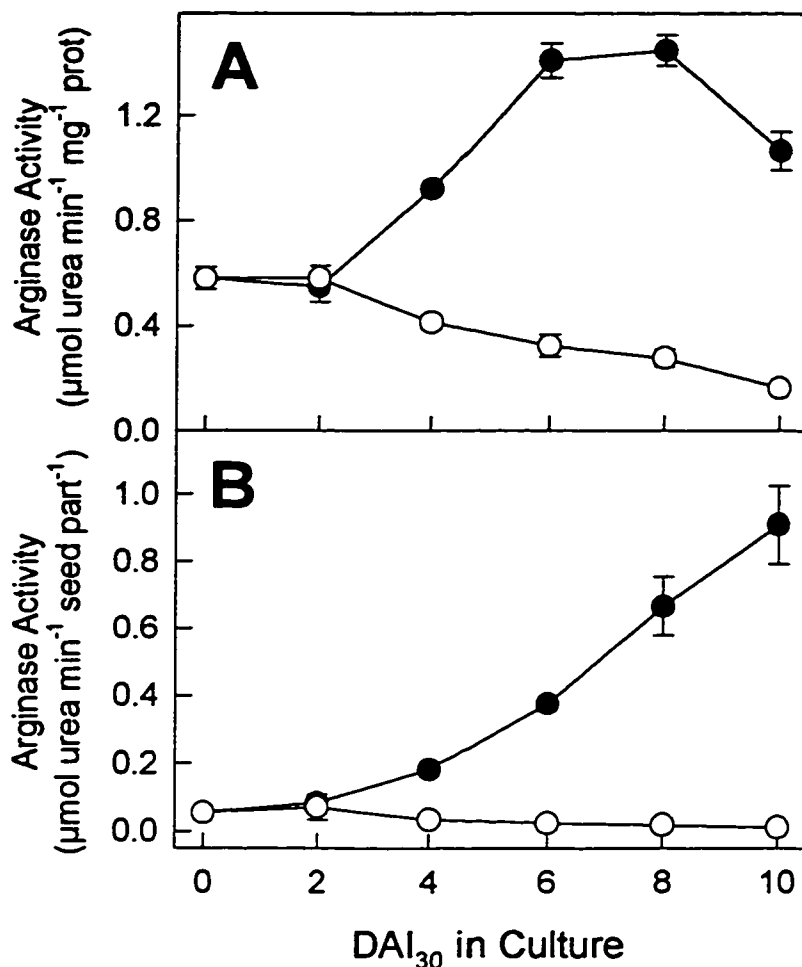 A
Arginase Activity
(µmol urea min⁻¹ mg⁻¹ prot)
1.2
0.8
0.4
0.0
B
Arginase Activity
(µmol urea min⁻¹ seed part⁻¹)
1.0
0.8
0.6
0.4
0.2
0.0
0 2 4 6 8 10
DAI₃₀ in Culture